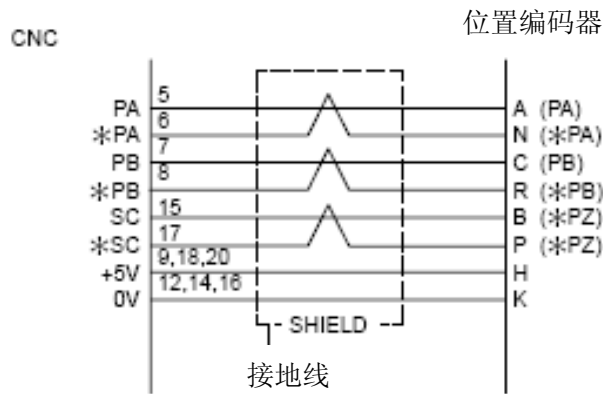 位置编码器
CNC
PA 5 A (PA)
*PA 6 N (*PA)
PB 7 C (PB)
*PB 8 R (*PB)
SC 15 B (*PZ)
*SC 17 P (*PZ)
+5V 9,18,20 H
0V 12,14,16 K
SHIELD
接地线